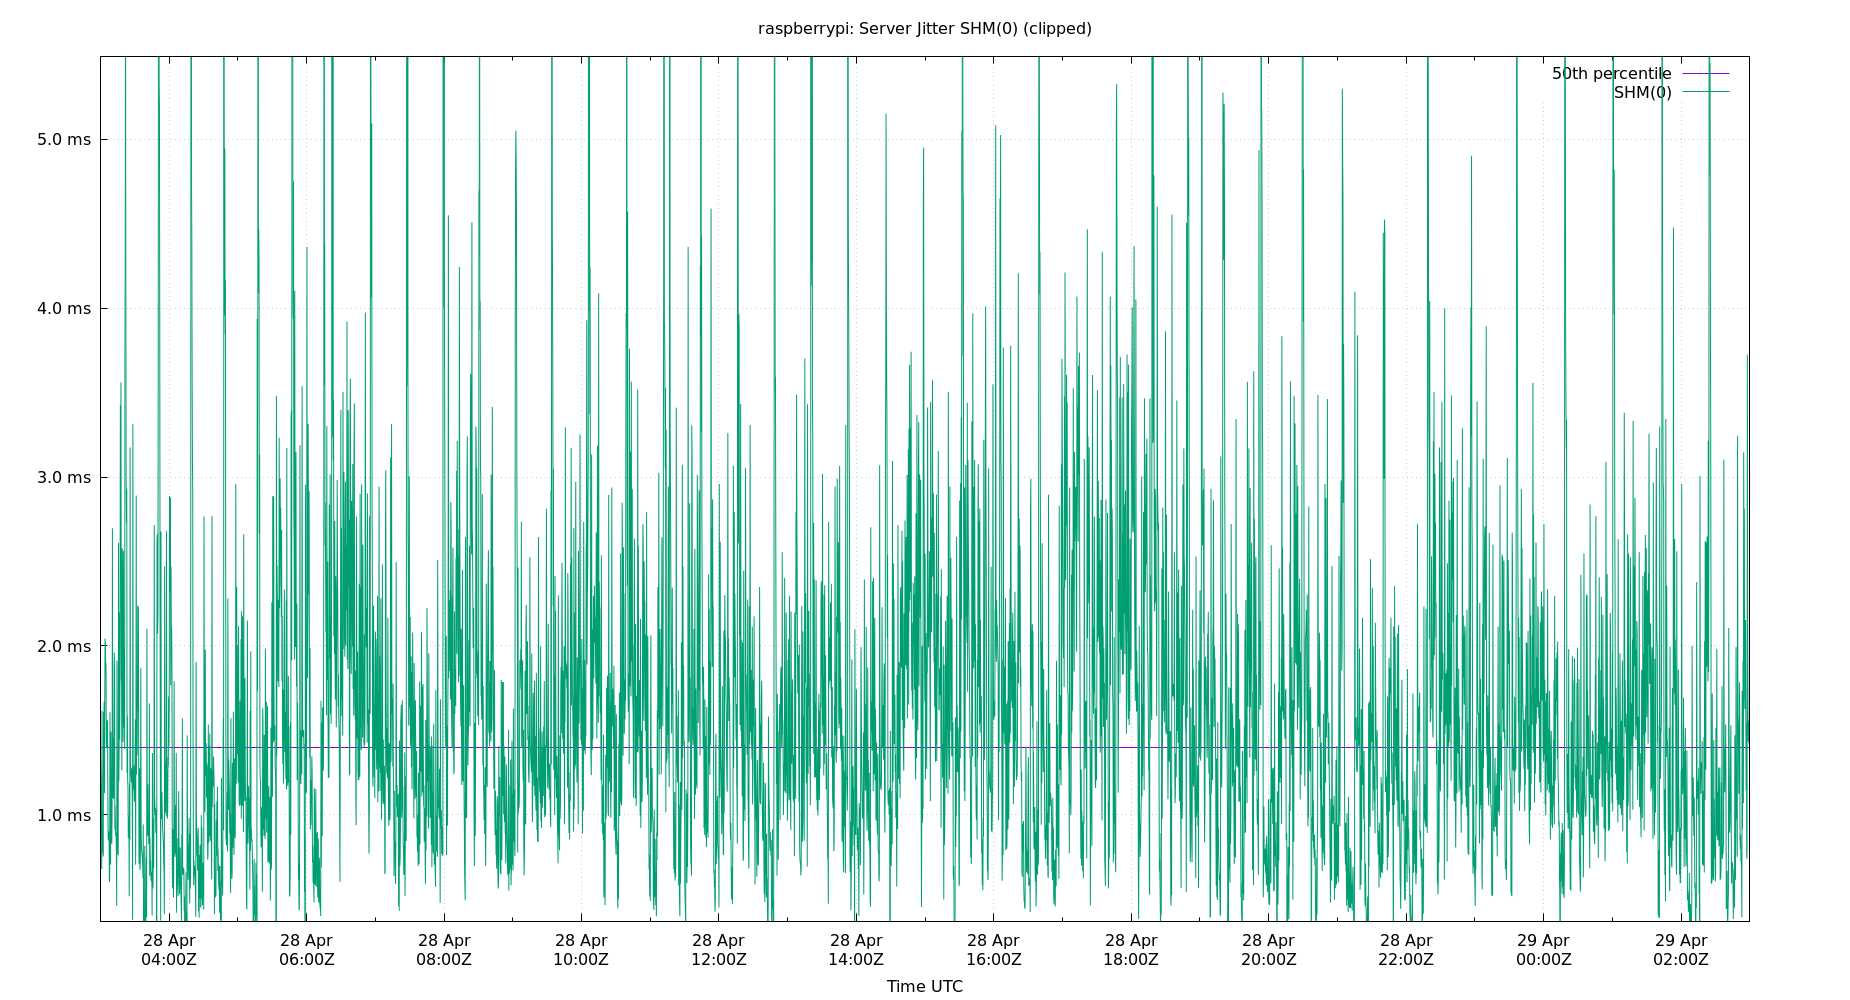 raspberrypi: Server Jitter SHM(0) (clipped)
50th percentile
SHM(0)
5.0 ms
4.0 ms
3.0 ms
2.0 ms
1.0 ms
28 Apr 28 Apr 28 Apr 28 Apr 28 Apr 28 Apr 28 Apr 28 Apr 28 Apr 28 Apr 29 Apr 29 Apr
04:00Z 06:00Z 08:00Z 10:00Z 12:00Z 14:00Z 16:00Z 18:00Z 20:00Z 22:00Z 00:00Z 02:00Z
Time UTC